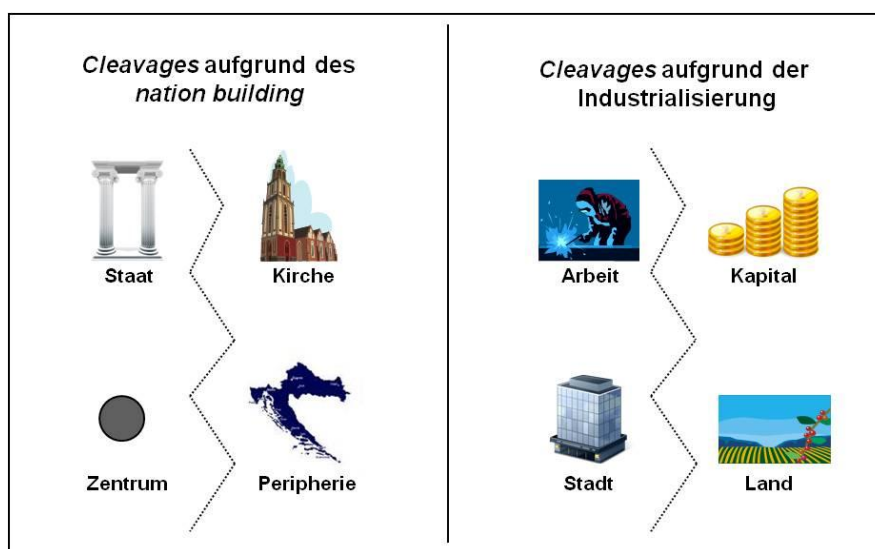 Cleavages aufgrund des
nation building
Staat
Kirche
Zentrum
Peripherie
Cleavages aufgrund der
Industrialisierung
Arbeit
Kapital
Stadt
Land